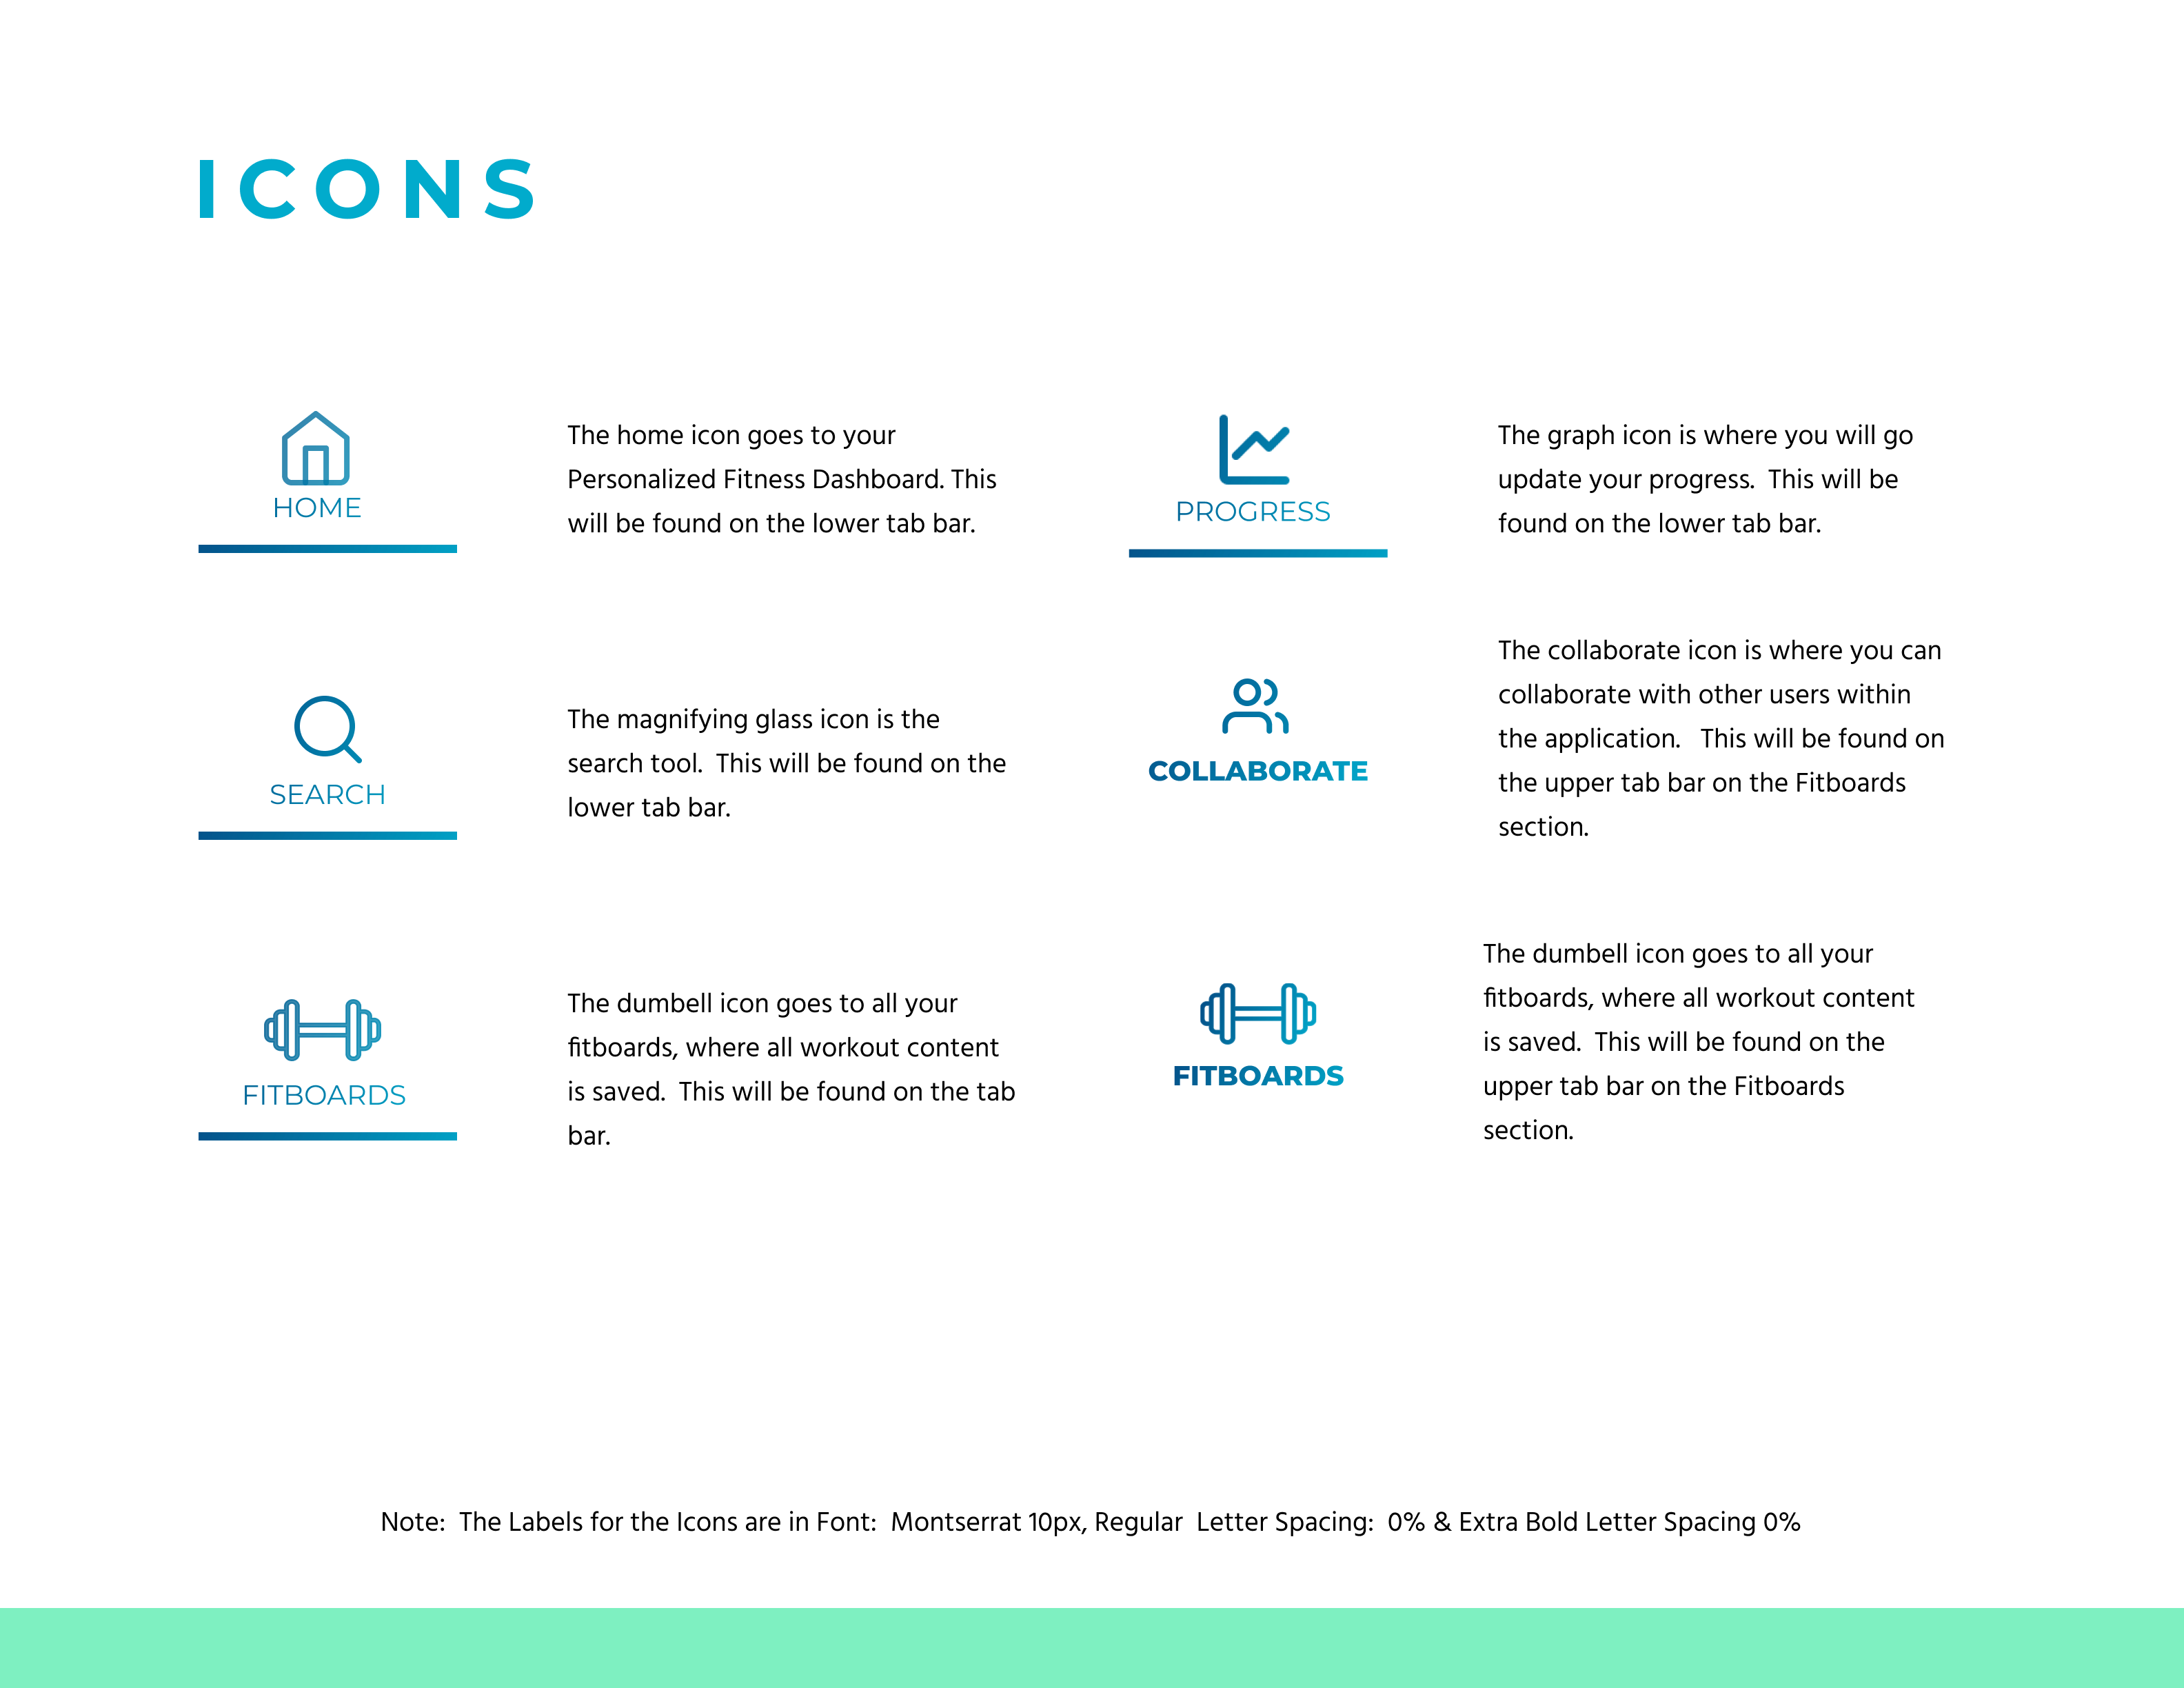 ICONS
HOME
The home icon goes to your
Personalized Fitness Dashboard. This
will be found on the lower tab bar.
PROGRESS
The graph icon is where you will go
update your progress.  This will be
found on the lower tab bar.
SEARCH
The magnifying glass icon is the
search tool.  This will be found on the
lower tab bar.
COLLABORATE
The collaborate icon is where you can
collaborate with other users within
the application.   This will be found on
the upper tab bar on the Fitboards
section.
FITBOARDS
The dumbell icon goes to all your
fitboards, where all workout content
is saved.  This will be found on the tab
bar.
FITBOARDS
The dumbell icon goes to all your
fitboards, where all workout content
is saved.  This will be found on the
upper tab bar on the Fitboards
section.
Note:  The Labels for the Icons are in Font:  Montserrat 10px, Regular  Letter Spacing:  0% & Extra Bold Letter Spacing 0%